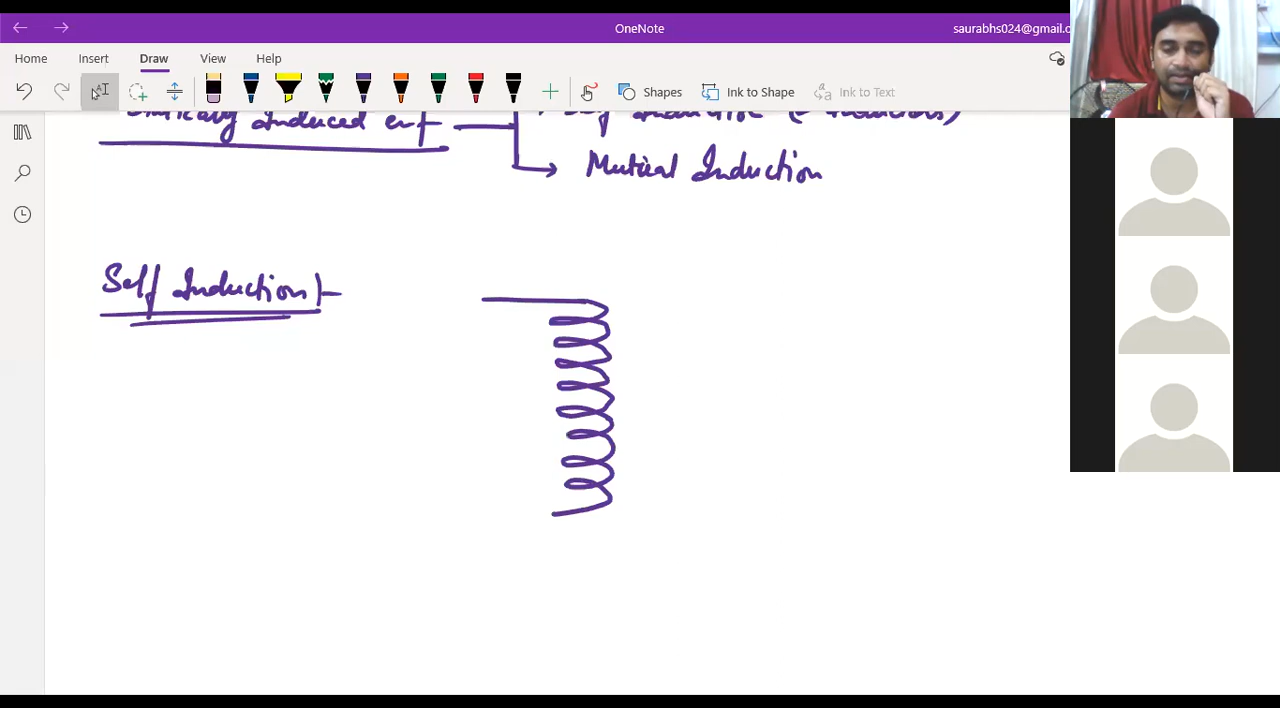 OneNote
saurabhs024@gmail.c
Home Insert Draw View Help
Shapes Ink to Shape Ink to Text
Induced emf
Induction
Mutual Induction
Self Induction :-